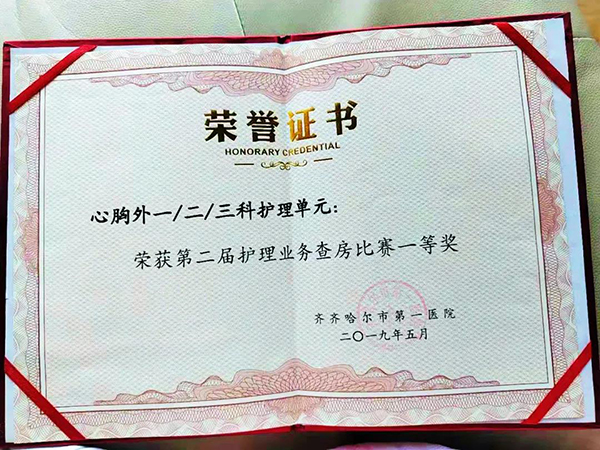 荣誉证书
HONORARY CREDENTIAL
心胸外一/二/三科护理单元:
荣获第二届护理业务查房比赛一等奖
齐齐哈尔市第一医院
二〇一九年五月